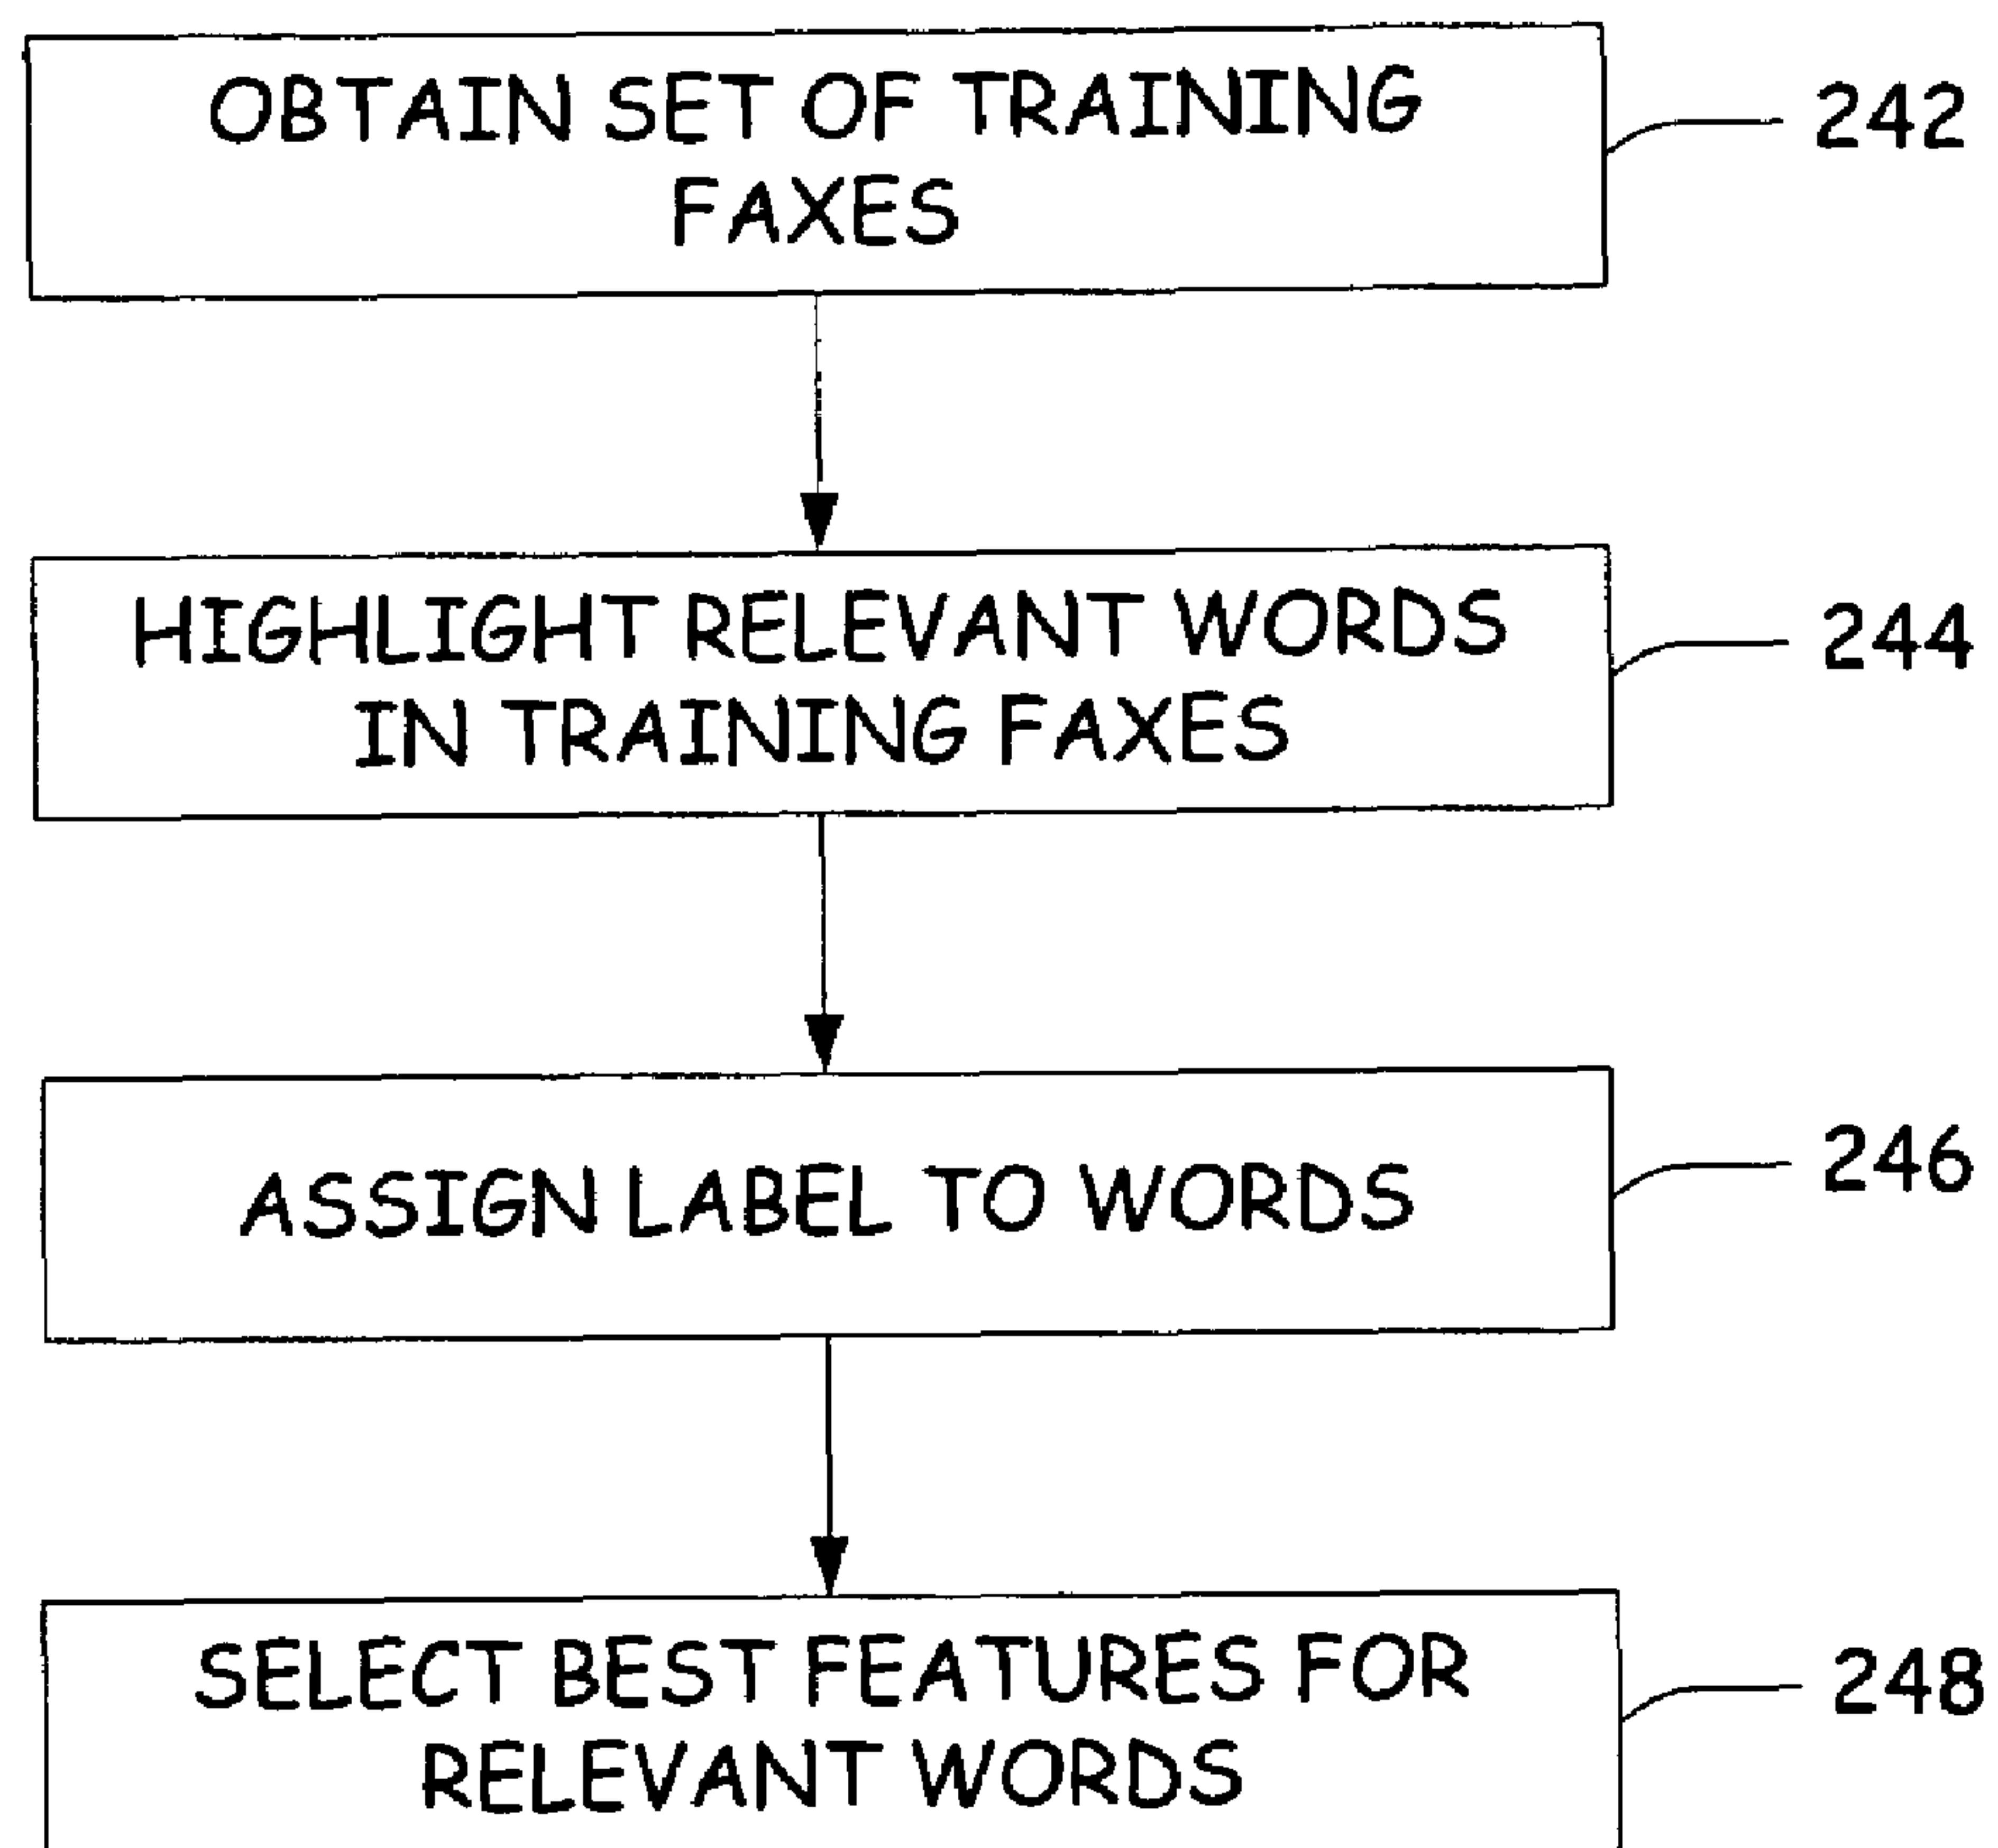 OBTAIN SET OF TRAINING
FAXES
242
HIGHLIGHT RELEVANT WORDS
IN TRAINING FAXES
244
ASSIGN LABEL TO WORDS
246
SELECT BEST FEATURES FOR
RELEVANT WORDS
248